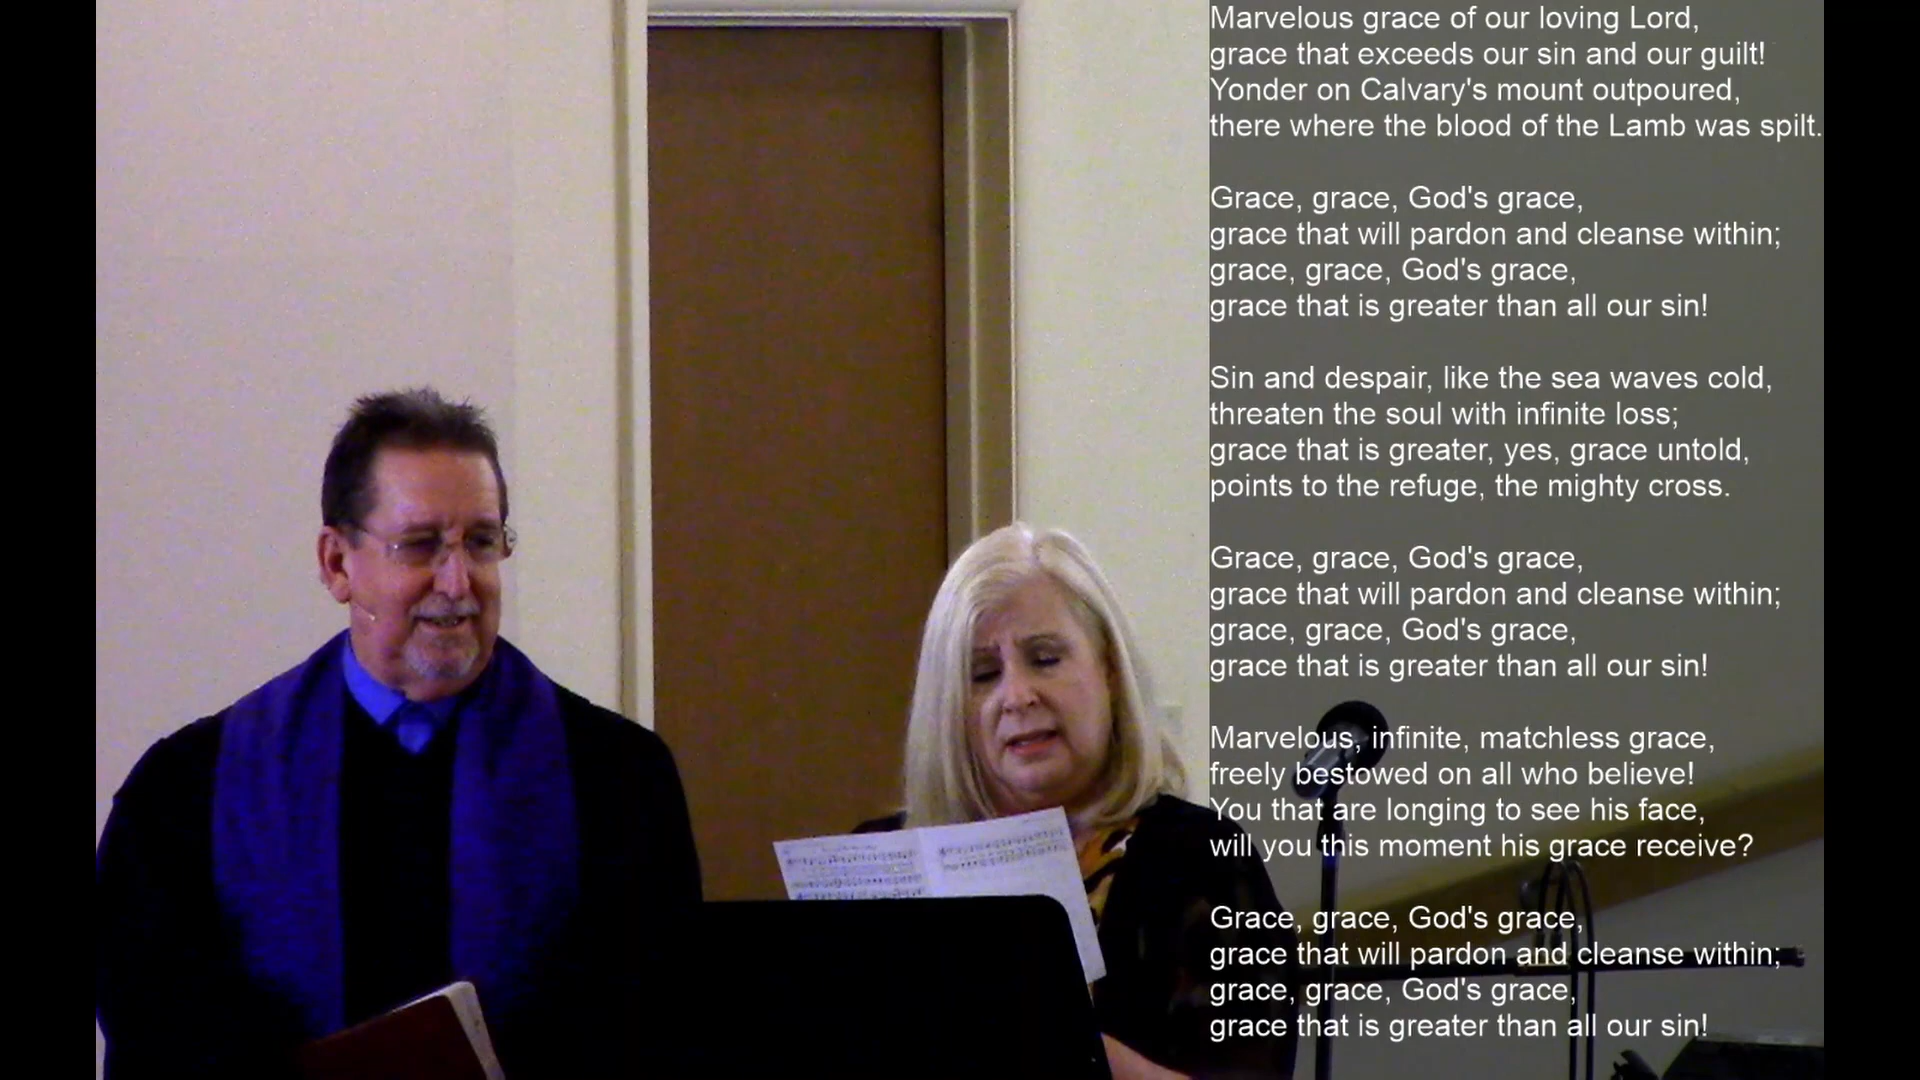 Marvelous grace of our loving Lord,
grace that exceeds our sin and our guilt!
Yonder on Calvary's mount outpoured,
there where the blood of the Lamb was spilt.
Grace, grace, God's grace,
grace that will pardon and cleanse within;
grace, grace, God's grace,
grace that is greater than all our sin!
Sin and despair, like the sea waves cold,
threaten the soul with infinite loss;
grace that is greater, yes, grace untold,
points to the refuge, the mighty cross.
Grace, grace, God's grace,
grace that will pardon and cleanse within;
grace, grace, God's grace,
grace that is greater than all our sin!
Marvelous, infinite, matchless grace,
freely bestowed on all who believe!
You that are longing to see his face,
will you this moment his grace receive?
Grace, grace, God's grace,
grace that will pardon and cleanse within;
grace, grace, God's grace,
grace that is greater than all our sin!